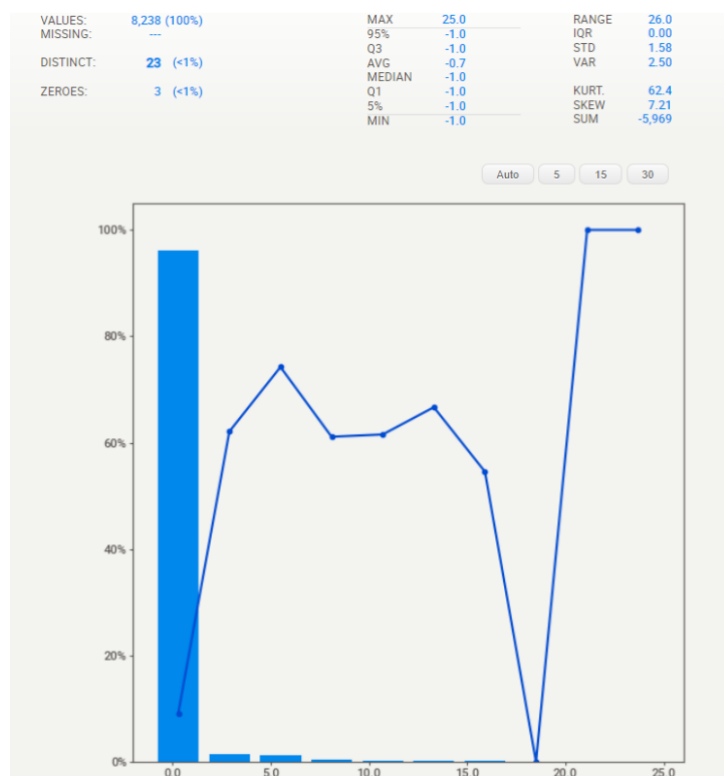 VALUES: 8,238 (100%)
MISSING: ---
DISTINCT: 23 (<1%)
ZEROES: 3 (<1%)
MAX 25.0
95% -1.0
Q3 -1.0
AVG -0.7
MEDIAN -1.0
Q1 -1.0
5% -1.0
MIN -1.0
RANGE 26.0
IQR 0.00
STD 1.58
VAR 2.50
KURT. 62.4
SKEW 7.21
SUM -5,969
Auto 5 15 30
100%
80%
60%
40%
20%
0%
0.0 5.0 10.0 15.0 20.0 25.0